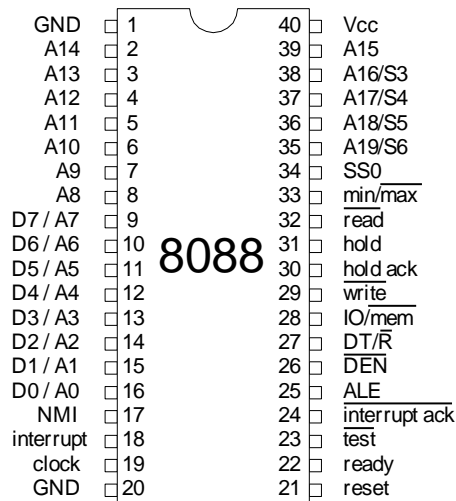 GND 1 40 Vcc
A14 2 39 A15
A13 3 38 A16/S3
A12 4 37 A17/S4
A11 5 36 A18/S5
A10 6 35 A19/S6
A9 7 34 SS0
A8 8 33 min/max
D7 / A7 9 32 read
D6 / A6 10 31 hold
8088
D5 / A5 11 30 hold ack
D4 / A4 12 29 write
D3 / A3 13 28 IO/mem
D2 / A2 14 27 DT/R
D1 / A1 15 26 DEN
D0 / A0 16 25 ALE
NMI 17 24 interrupt ack
interrupt 18 23 test
clock 19 22 ready
GND 20 21 reset